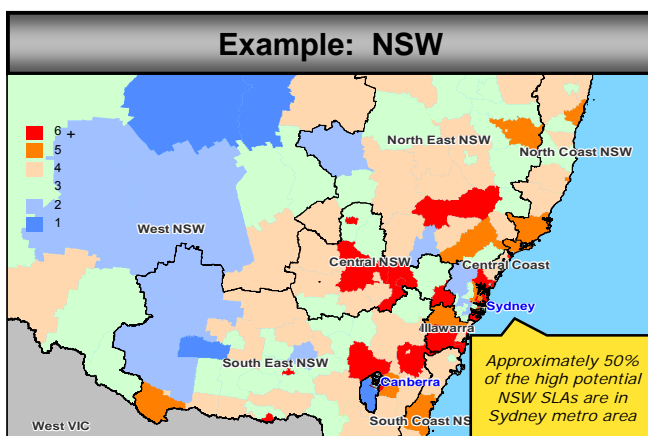 Example:  NSW
6 +
5
4
3
2
1
North East NSW
North Coast NSW
West NSW
Central NSW
Central Coast
Sydney
Illawarra
South East NSW
Canberra
South Coast NS
West VIC
Approximately 50%
of the high potential
NSW SLAs are in
Sydney metro area